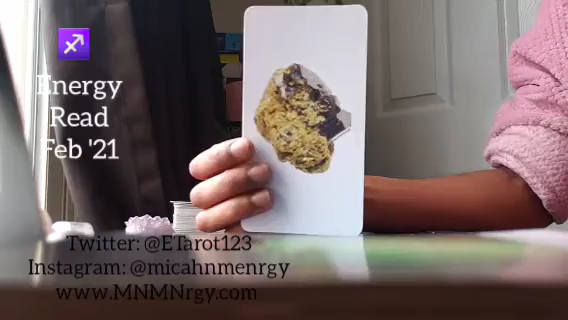 ♐
Energy
Read
Feb '21
Twitter: @ETarot123
Instagram: @micahnmenrgy
www.MNMNrgy.com